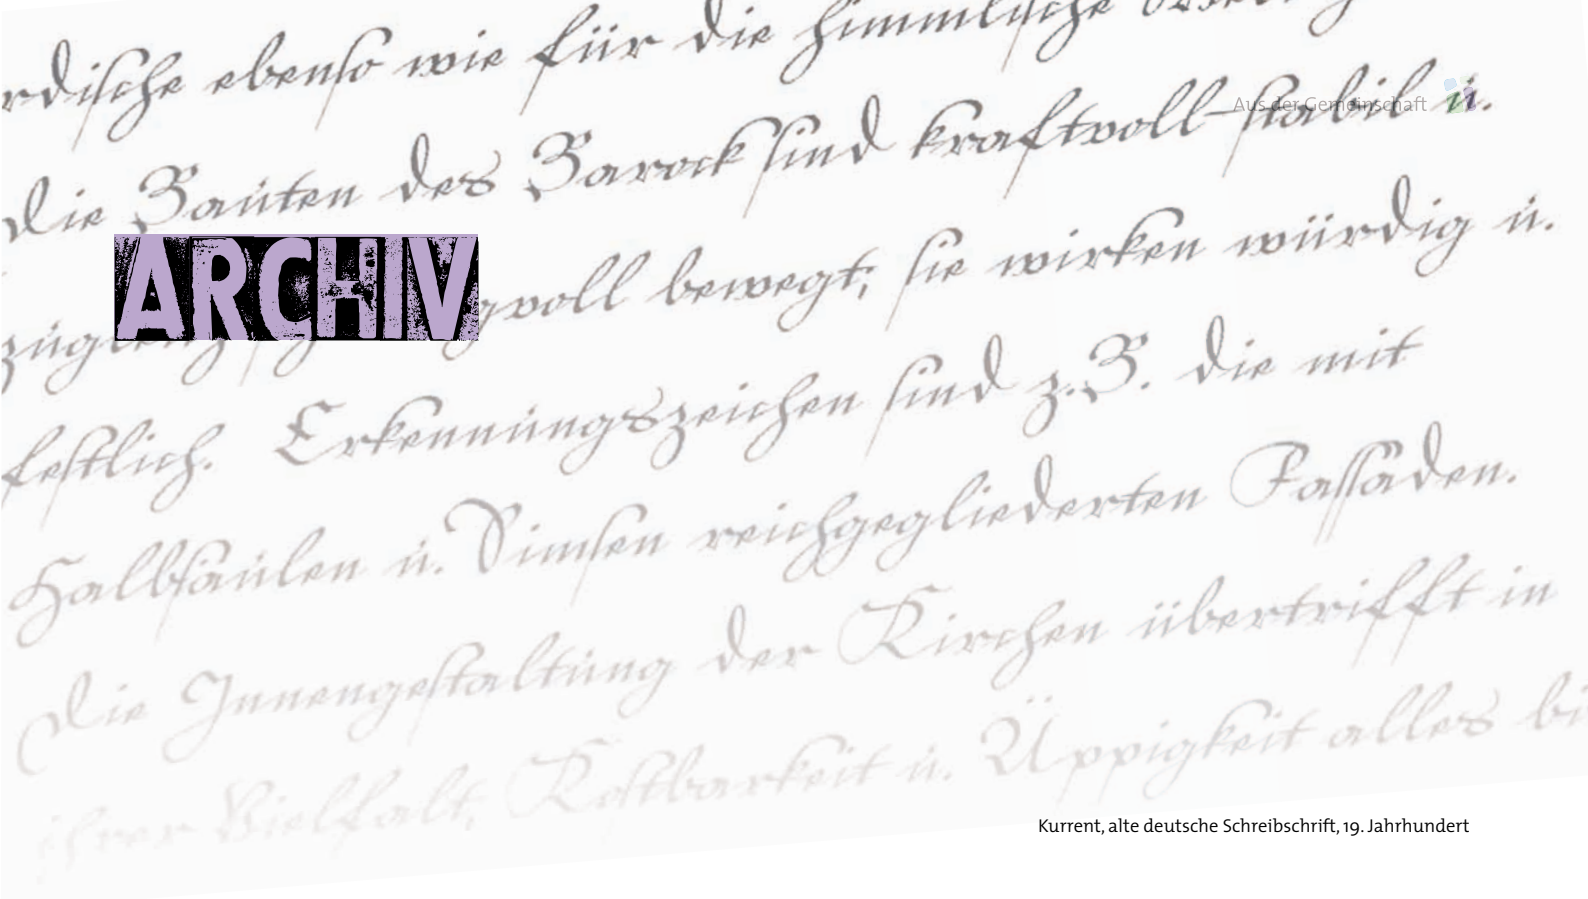 rdische ebenso wie für die himmlische
Aus der Gemeinschaft
Die Bauten des Barock sind kraftvoll-stabil u.
ARCHIV
voll bewegt; sie wirken würdig u.
festlich. Erkennungszeichen sind z.B. die mit
Halbsäulen u. Simsen reichgegliederten Fassaden.
Die Innengestaltung der Kirchen übertrifft in
ihrer Vielfalt, Kostbarkeit u. Üppigkeit alles bi
Kurrent, alte deutsche Schreibschrift, 19. Jahrhundert